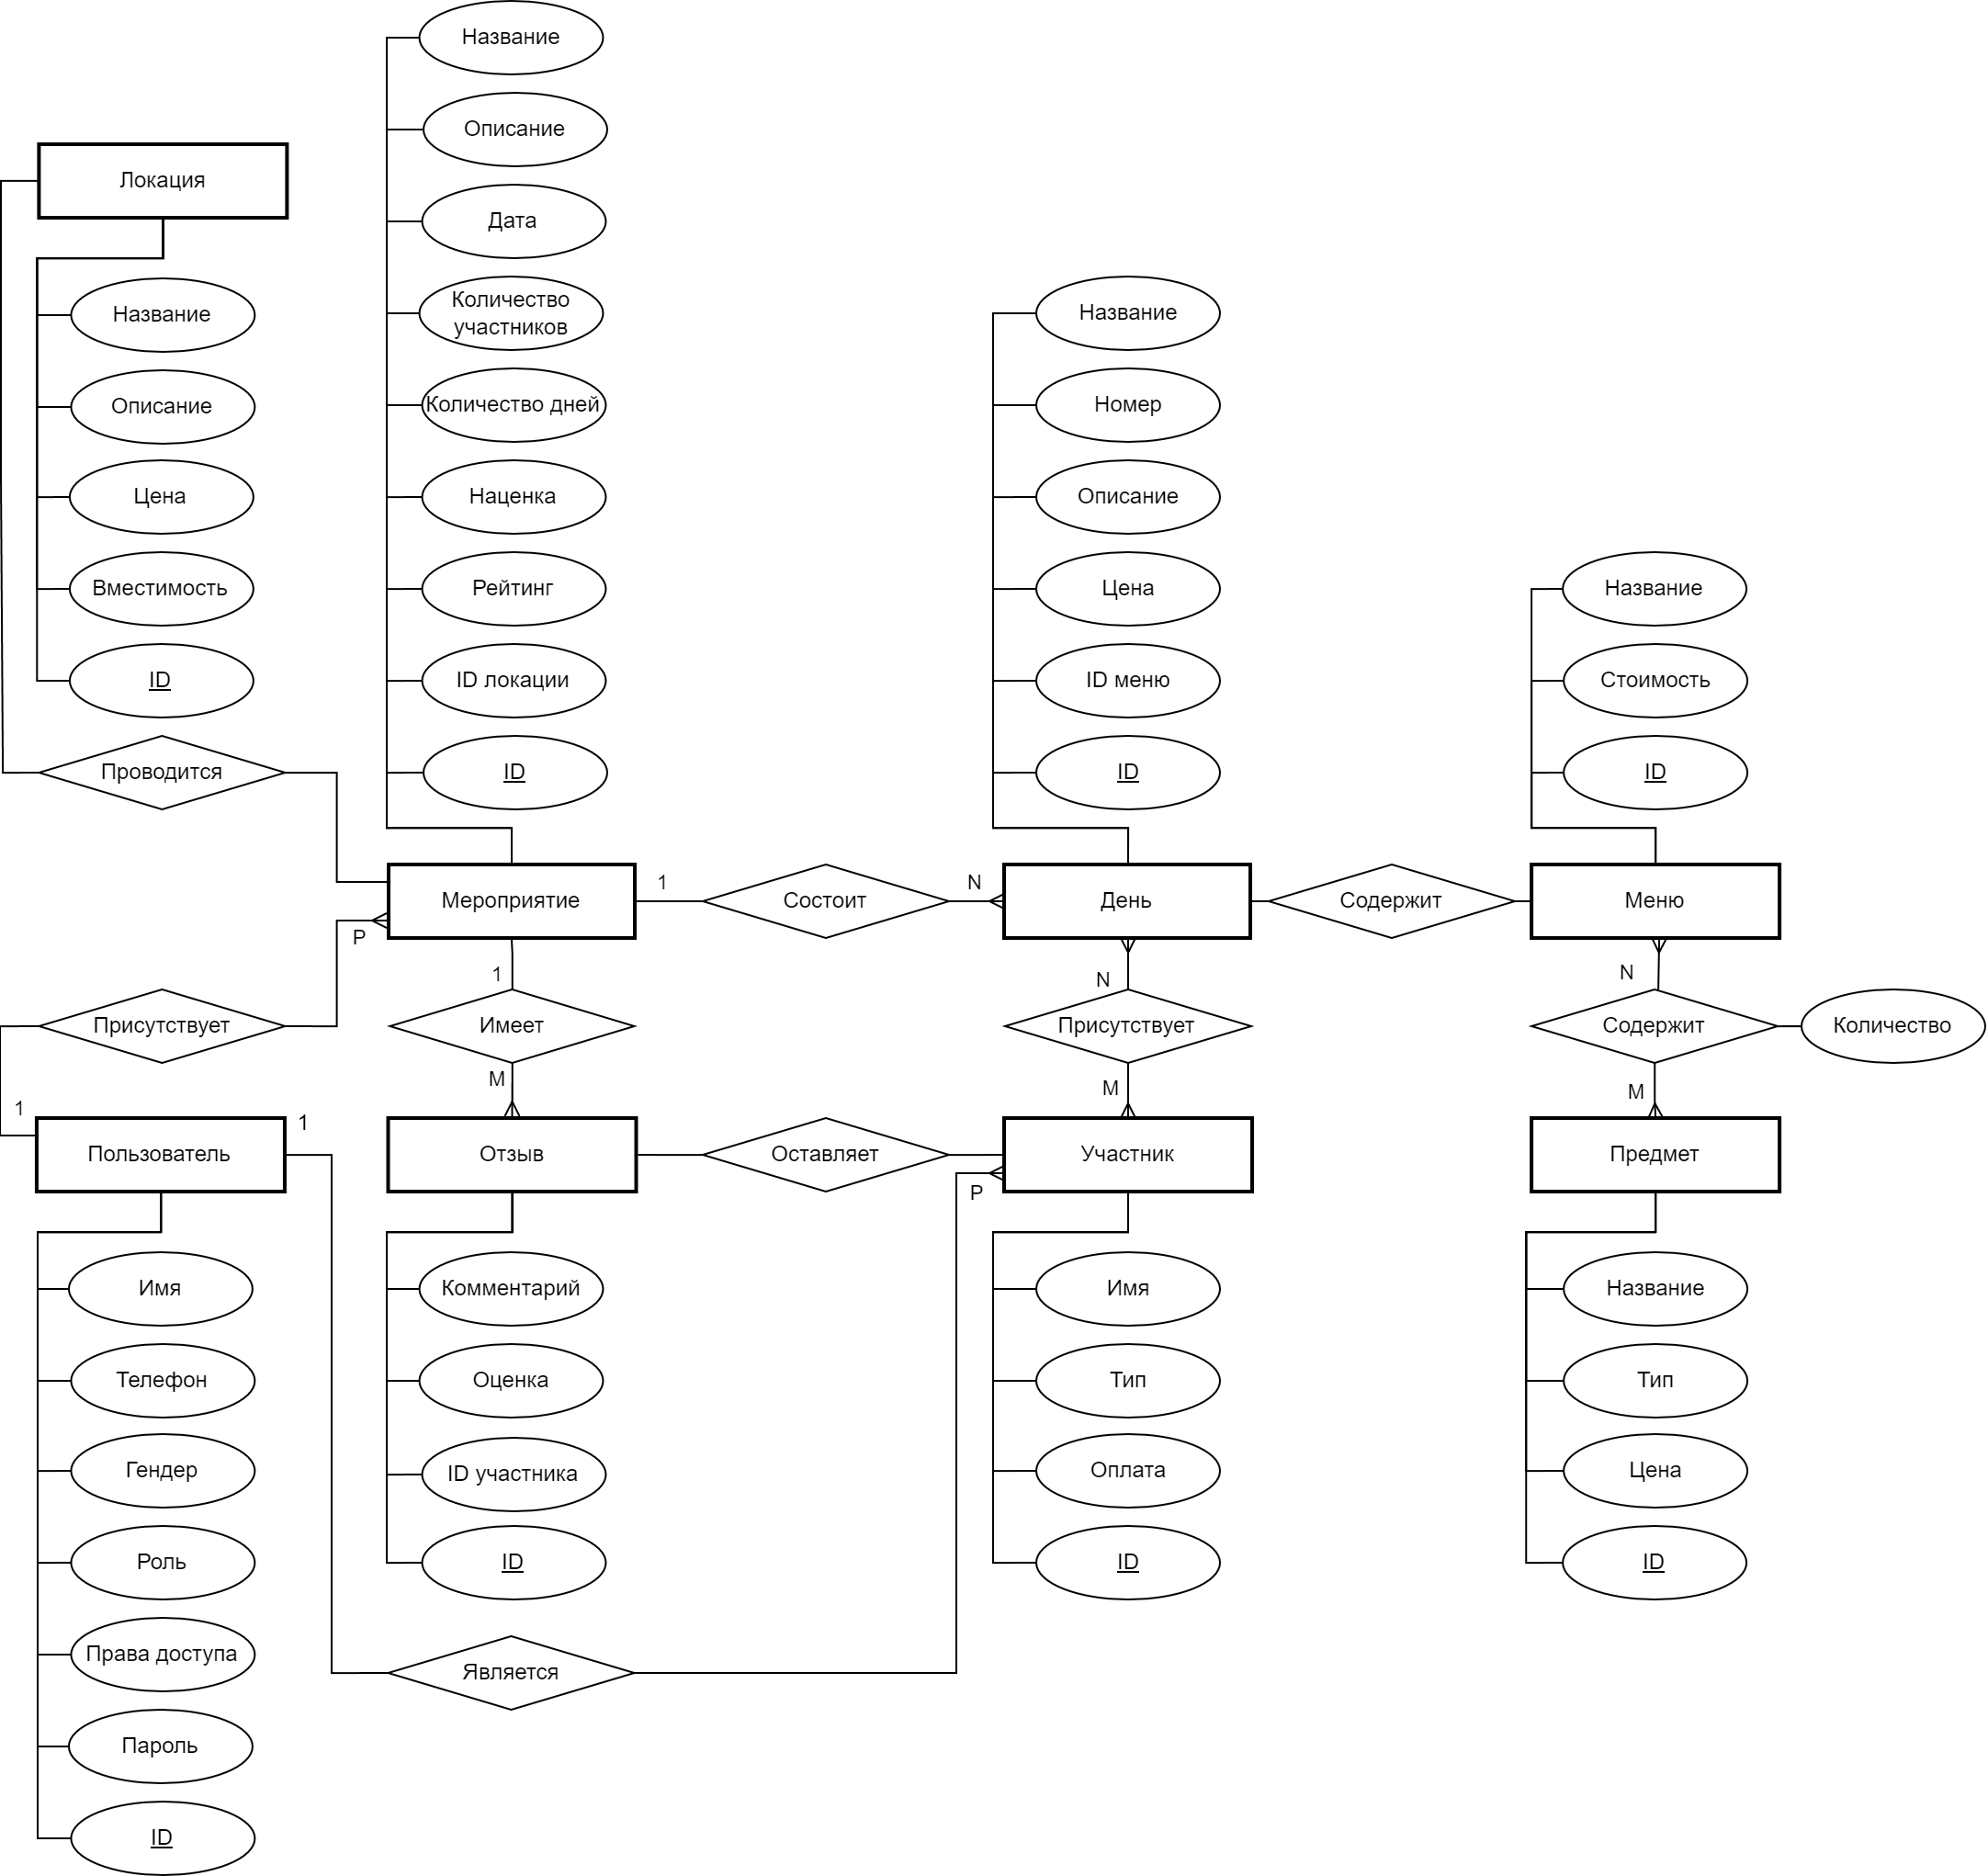 Название
Описание
Дата
Количество
участников
Количество дней
Наценка
Рейтинг
ID локации
ID
Локация
Название
Описание
Цена
Вместимость
ID
Проводится
Название
Номер
Описание
Цена
ID меню
ID
Название
Стоимость
ID
Мероприятие
1
Состоит
N
День
Содержит
Меню
P
1
N
N
Присутствует
Имеет
Присутствует
Содержит
Количество
M
M
M
1
1
Пользователь
Отзыв
Оставляет
Участник
P
Предмет
Имя
Телефон
Гендер
Роль
Права доступа
Пароль
ID
Комментарий
Оценка
ID участника
ID
Является
Имя
Тип
Оплата
ID
Название
Тип
Цена
ID